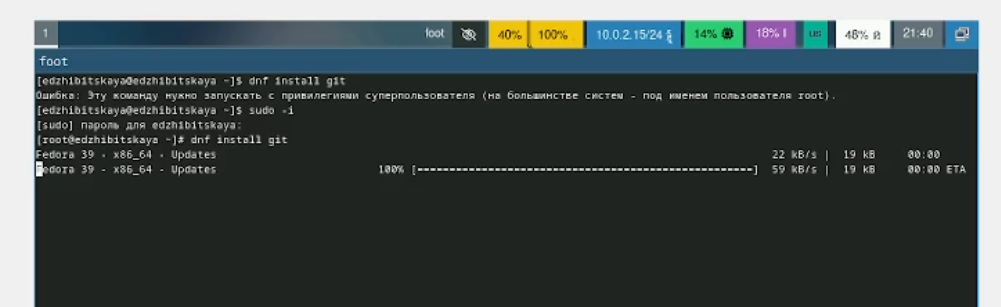 1 foot 40% 100% 10.0.2.15/24 14% 18% us 48% 21:40
foot
[edzhibitskaya@edzhibitskaya ~]$ dnf install git
Ошибка: Эту команду нужно запускать с привилегиями суперпользователя (на большинстве систем - под именем пользователя root).
[edzhibitskaya@edzhibitskaya ~]$ sudo -i
[sudo] пароль для edzhibitskaya:
[root@edzhibitskaya ~]# dnf install git
Fedora 39 - x86_64 - Updates 22 kB/s | 19 kB 00:00
Fedora 39 - x86_64 - Updates 100% [=====================================================] 59 kB/s | 19 kB 00:00 ETA